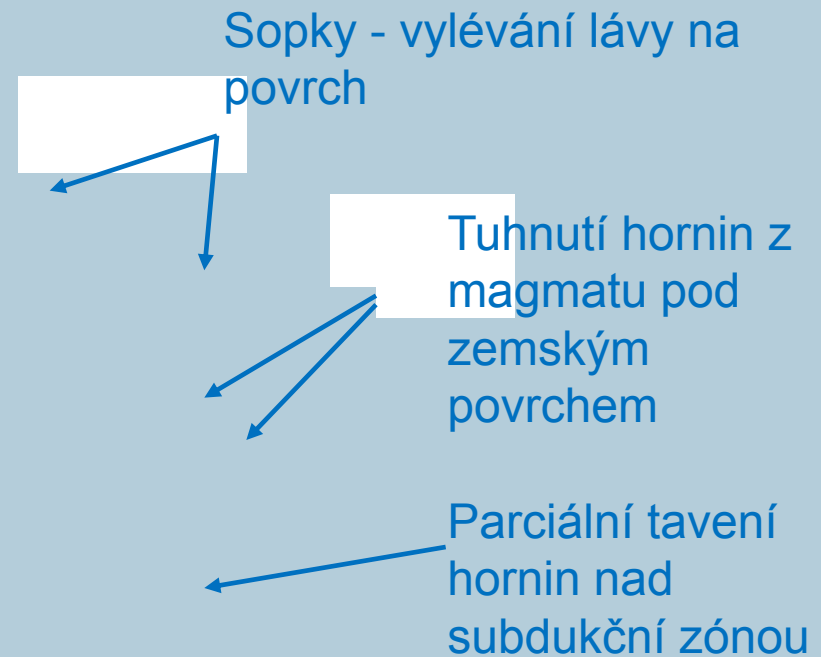 Sopky - vylévání lávy na
povrch
Tuhnutí hornin z
magmatu pod
zemským
povrchem
Parciální tavení
hornin nad
subdukční zónou